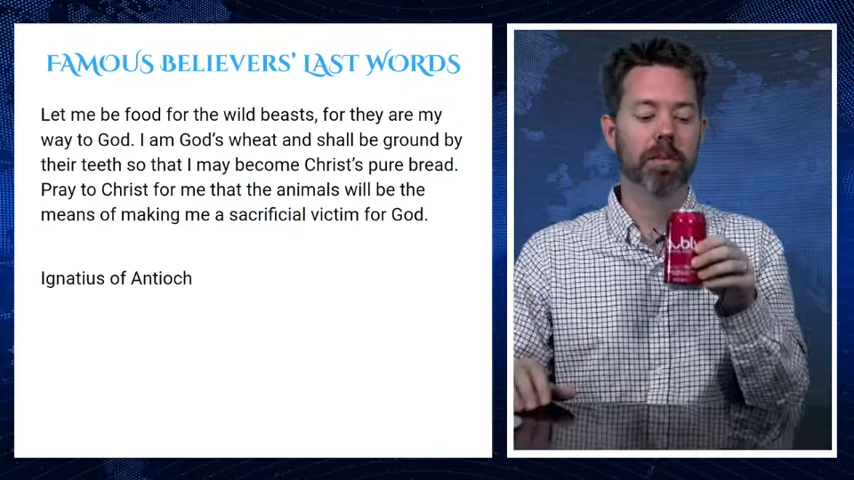 FAMOUS BELIEVERS' LAST WORDS
Let me be food for the wild beasts, for they are my
way to God. I am God's wheat and shall be ground by
their teeth so that I may become Christ's pure bread.
Pray to Christ for me that the animals will be the
means of making me a sacrificial victim for God.
Ignatius of Antioch
bubly